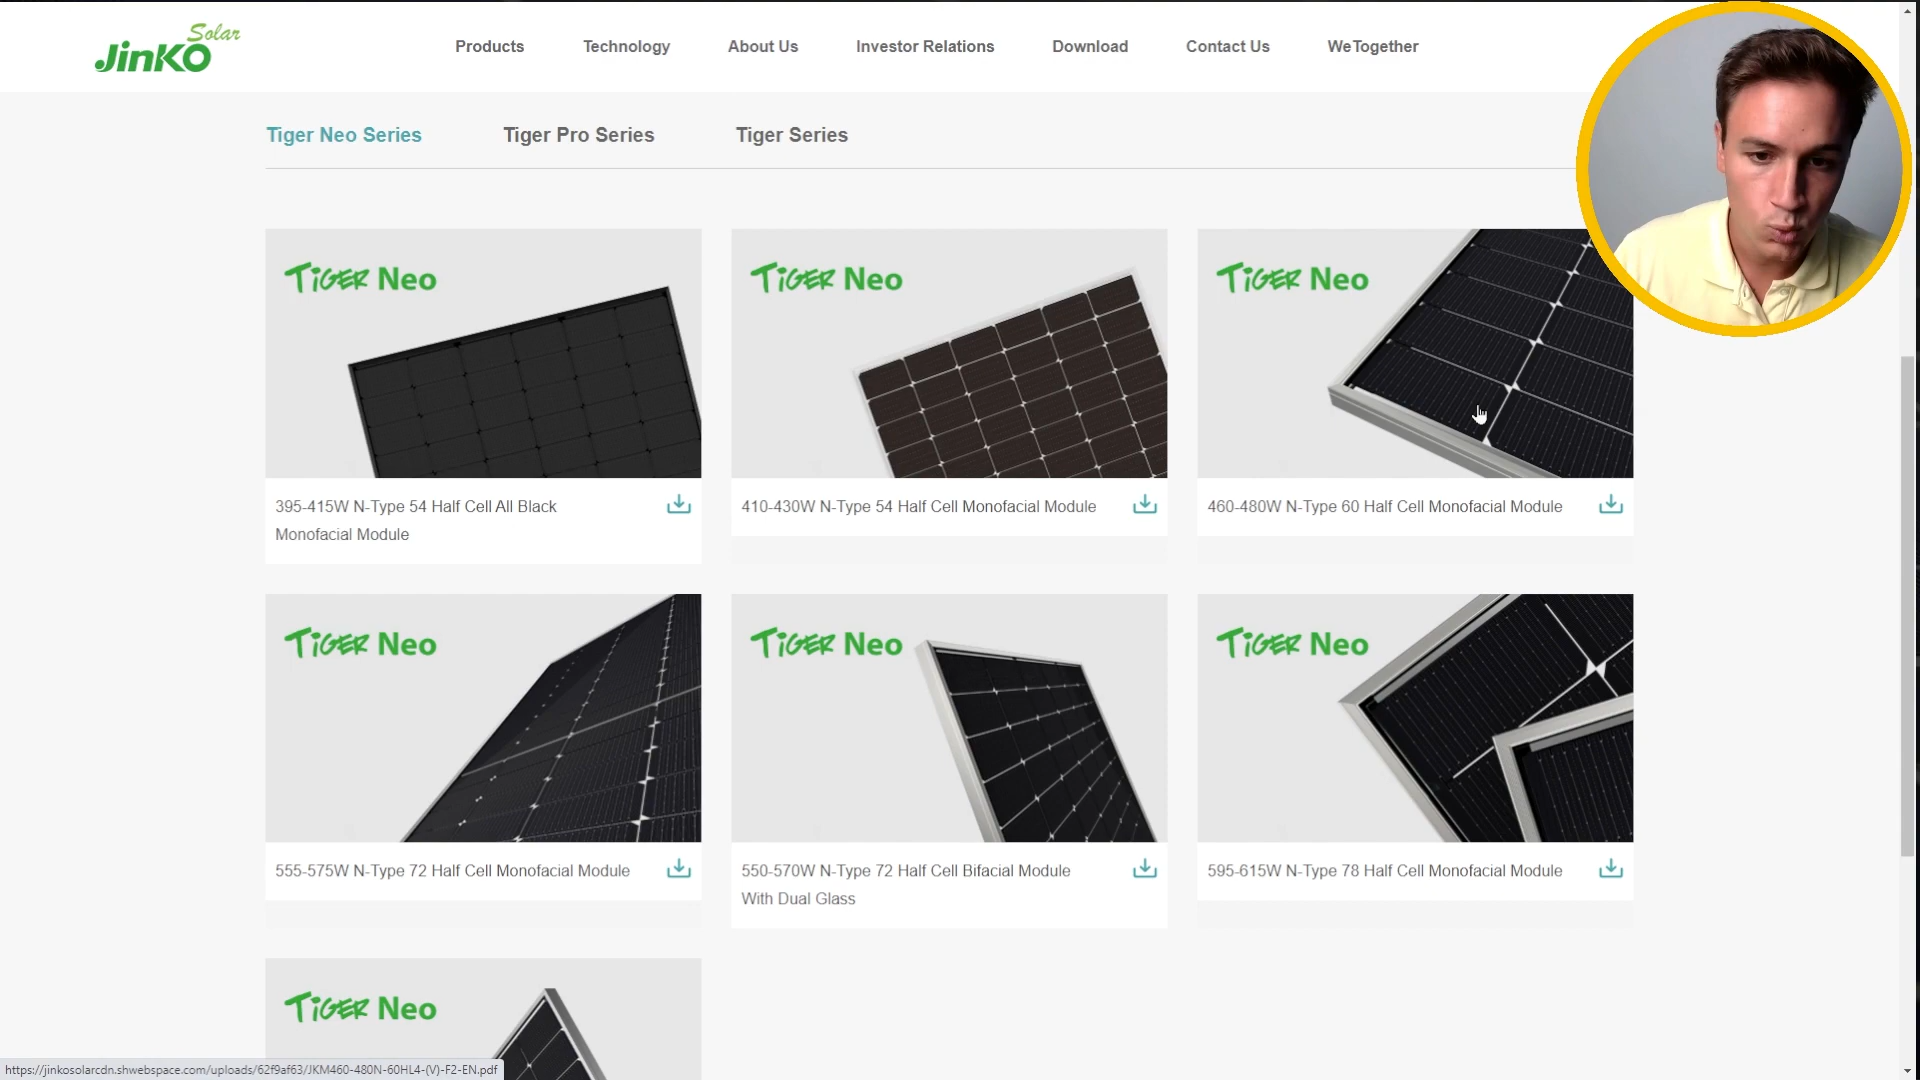 Solar
JinKO
Products
Technology
About Us
Investor Relations
Download
Contact Us
WeTogether
Tiger Neo Series
Tiger Pro Series
Tiger Series
TIGER Neo
TIGER Neo
TIGER Neo
395-415W N-Type 54 Half Cell All Black
Monofacial Module
410-430W N-Type 54 Half Cell Monofacial Module
460-480W N-Type 60 Half Cell Monofacial Module
TIGER Neo
TIGER Neo
TIGER Neo
555-575W N-Type 72 Half Cell Monofacial Module
550-570W N-Type 72 Half Cell Bifacial Module
With Dual Glass
595-615W N-Type 78 Half Cell Monofacial Module
TIGER Neo
https://jinkosolarcdn.shwebspace.com/uploads/62f9af63/JKM460-480N-60HL4-(V)-F2-EN.pdf